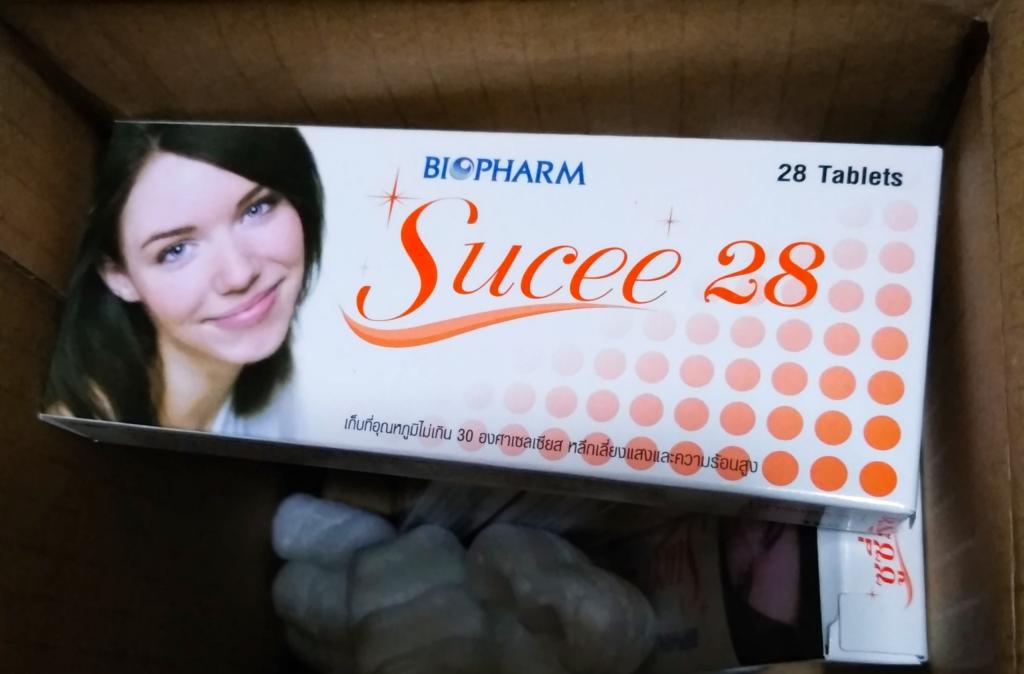 BIOPHARM
28 Tablets
Sucee 28
เก็บที่อุณหภูมิไม่เกิน 30 องศาเซลเซียส หลีกเลี่ยงแสงและความร้อนสูง
ซูซี